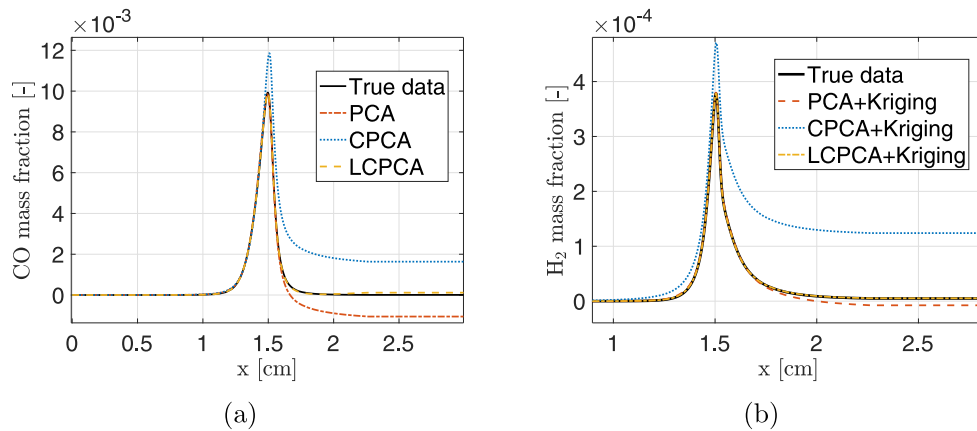 ×10⁻³
12
10
8
6
4
2
0
CO mass fraction [-]
True data
PCA
CPCA
LCPCA
0 0.5 1 1.5 2 2.5
x [cm]
(a)
×10⁻⁴
4
3
2
1
0
H₂ mass fraction [-]
True data
PCA+Kriging
CPCA+Kriging
LCPCA+Kriging
1 1.5 2 2.5
x [cm]
(b)